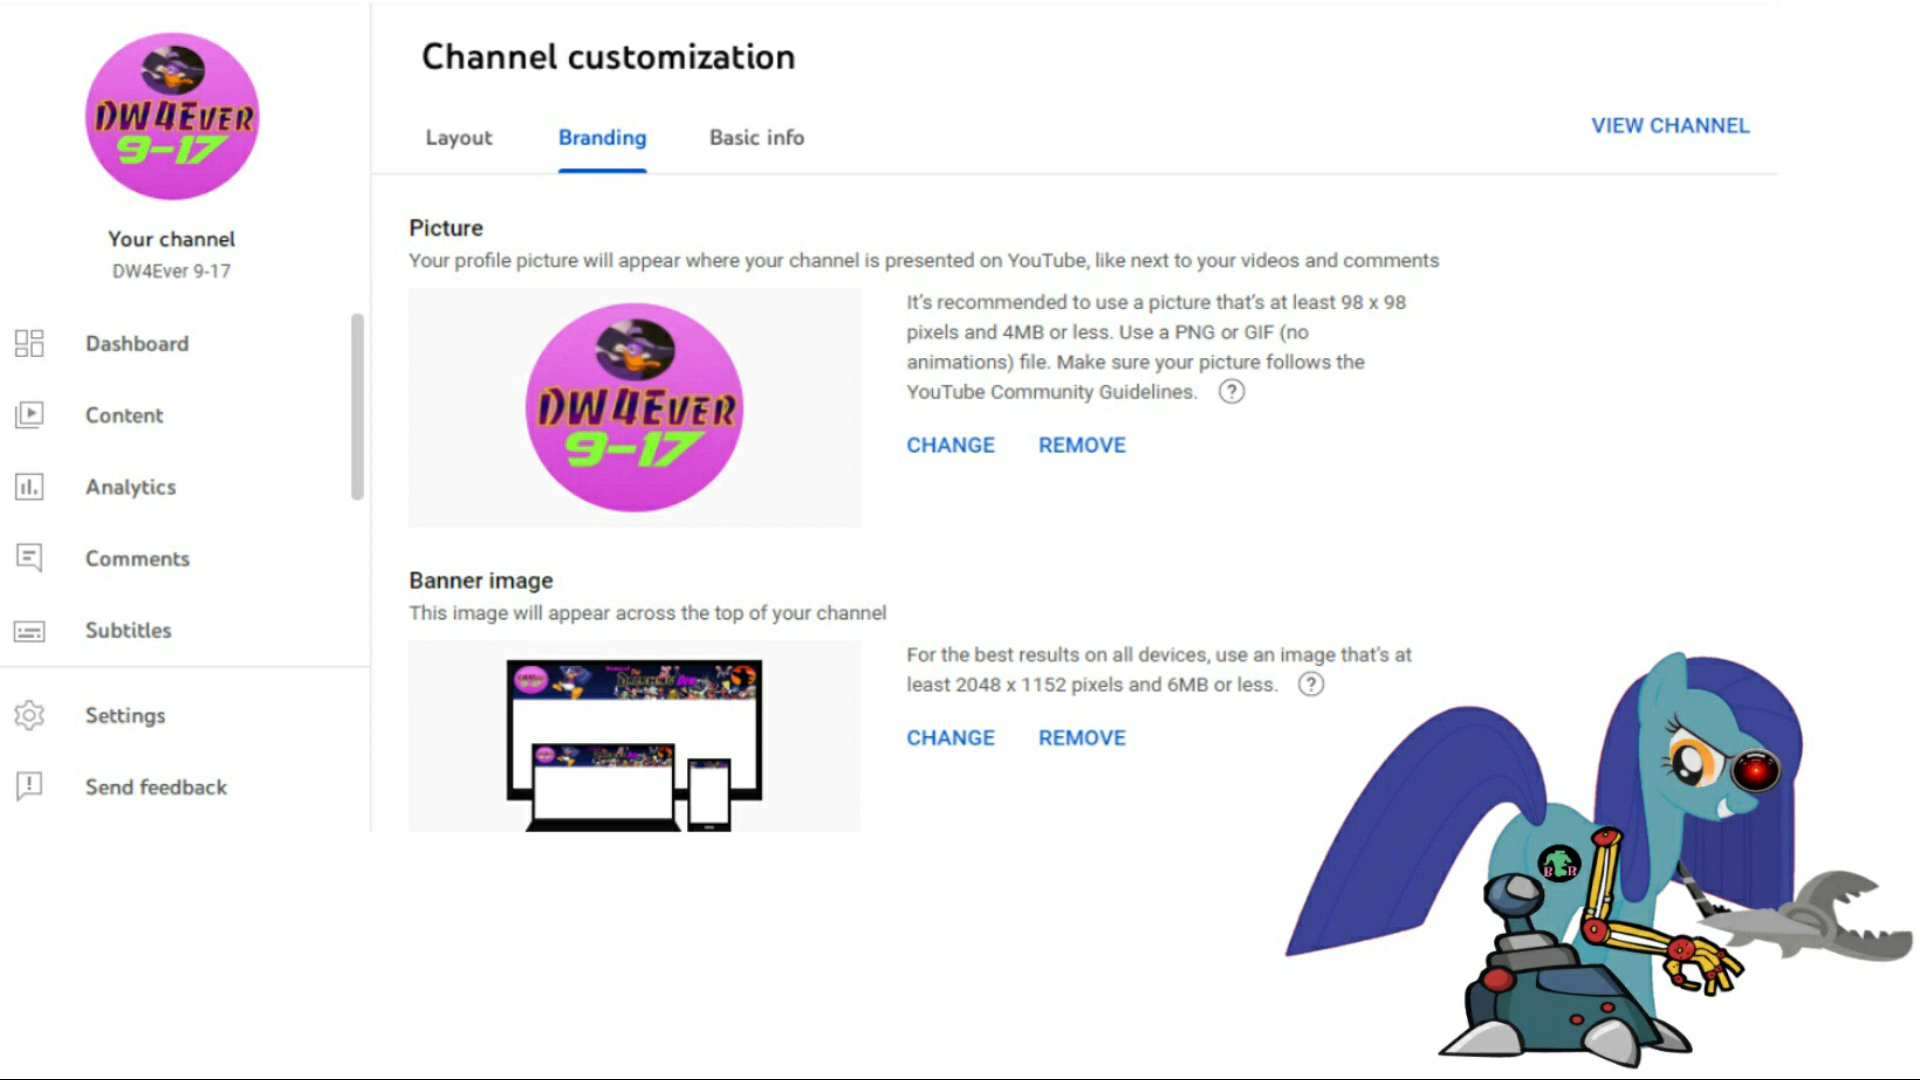 DW4EVER
9-17
Your channel
DW4Ever 9-17
Dashboard
Content
Analytics
Comments
Subtitles
Settings
Send feedback
Channel customization
Layout
Branding
Basic info
VIEW CHANNEL
Picture
Your profile picture will appear where your channel is presented on YouTube, like next to your videos and comments
DW4EVER
9-17
It's recommended to use a picture that's at least 98 x 98
pixels and 4MB or less. Use a PNG or GIF (no
animations) file. Make sure your picture follows the
YouTube Community Guidelines. ?
CHANGE
REMOVE
Banner image
This image will appear across the top of your channel
For the best results on all devices, use an image that's at
least 2048 x 1152 pixels and 6MB or less. ?
CHANGE
REMOVE
B R